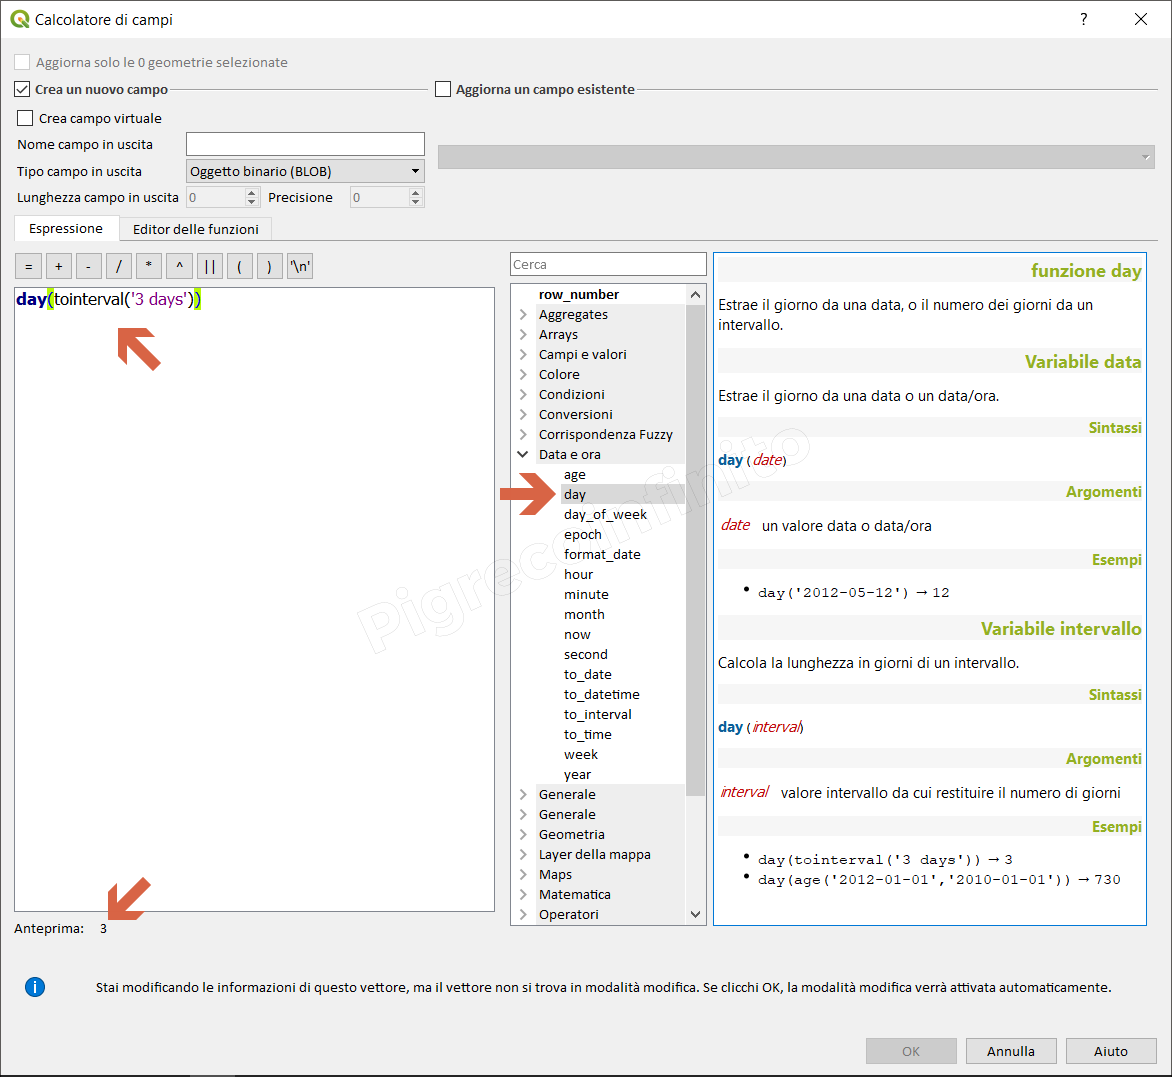 Calcolatore di campi
?
Aggiorna solo le 0 geometrie selezionate
Crea un nuovo campo
Aggiorna un campo esistente
Crea campo virtuale
Nome campo in uscita
Tipo campo in uscita
Oggetto binario (BLOB)
Lunghezza campo in uscita
0
Precisione
0
Espressione
Editor delle funzioni
= + - / * ^ || ( ) '\n'
day(tointerval('3 days'))
Anteprima: 3
Cerca
row_number
Aggregates
Arrays
Campi e valori
Colore
Condizioni
Conversioni
Corrispondenza Fuzzy
Data e ora
age
day
day_of_week
epoch
format_date
hour
minute
month
now
second
to_date
to_datetime
to_interval
to_time
week
year
Generale
Generale
Geometria
Layer della mappa
Maps
Matematica
Operatori
funzione day
Estrae il giorno da una data, o il numero dei giorni da un
intervallo.
Variabile data
Estrae il giorno da una data o un data/ora.
Sintassi
day (date)
Argomenti
date un valore data o data/ora
Esempi
• day('2012-05-12') → 12
Variabile intervallo
Calcola la lunghezza in giorni di un intervallo.
Sintassi
day (interval)
Argomenti
interval valore intervallo da cui restituire il numero di giorni
Esempi
• day(tointerval('3 days')) → 3
• day(age('2012-01-01','2010-01-01')) → 730
Pigrecoinfinito
Stai modificando le informazioni di questo vettore, ma il vettore non si trova in modalità modifica. Se clicchi OK, la modalità modifica verrà attivata automaticamente.
OK
Annulla
Aiuto